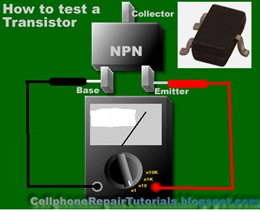 How to test a
Transistor
Collector
NPN
Base
Emitter
x10K
x1K
x10
x1
CellphoneRepairTutorials.blogspot.com